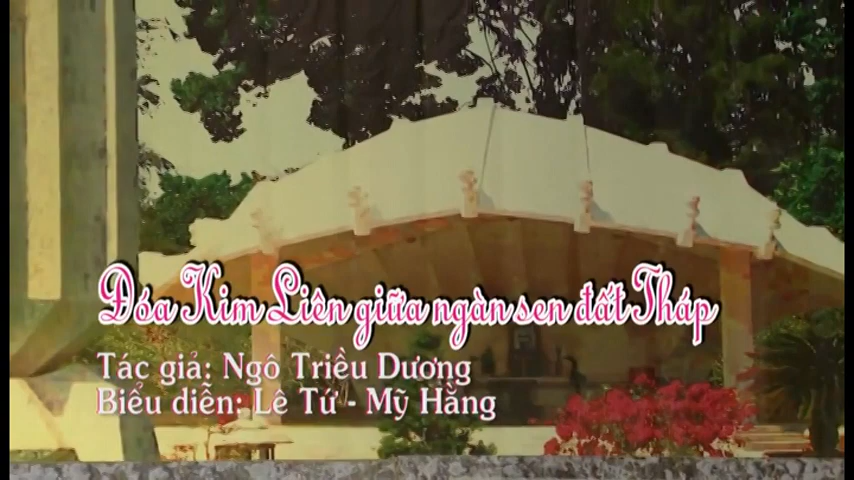 Đóa Kim Liên giữa ngàn sen đất Tháp
Tác giả: Ngô Triều Dương
Biểu diễn: Lê Tứ - Mỹ Hằng